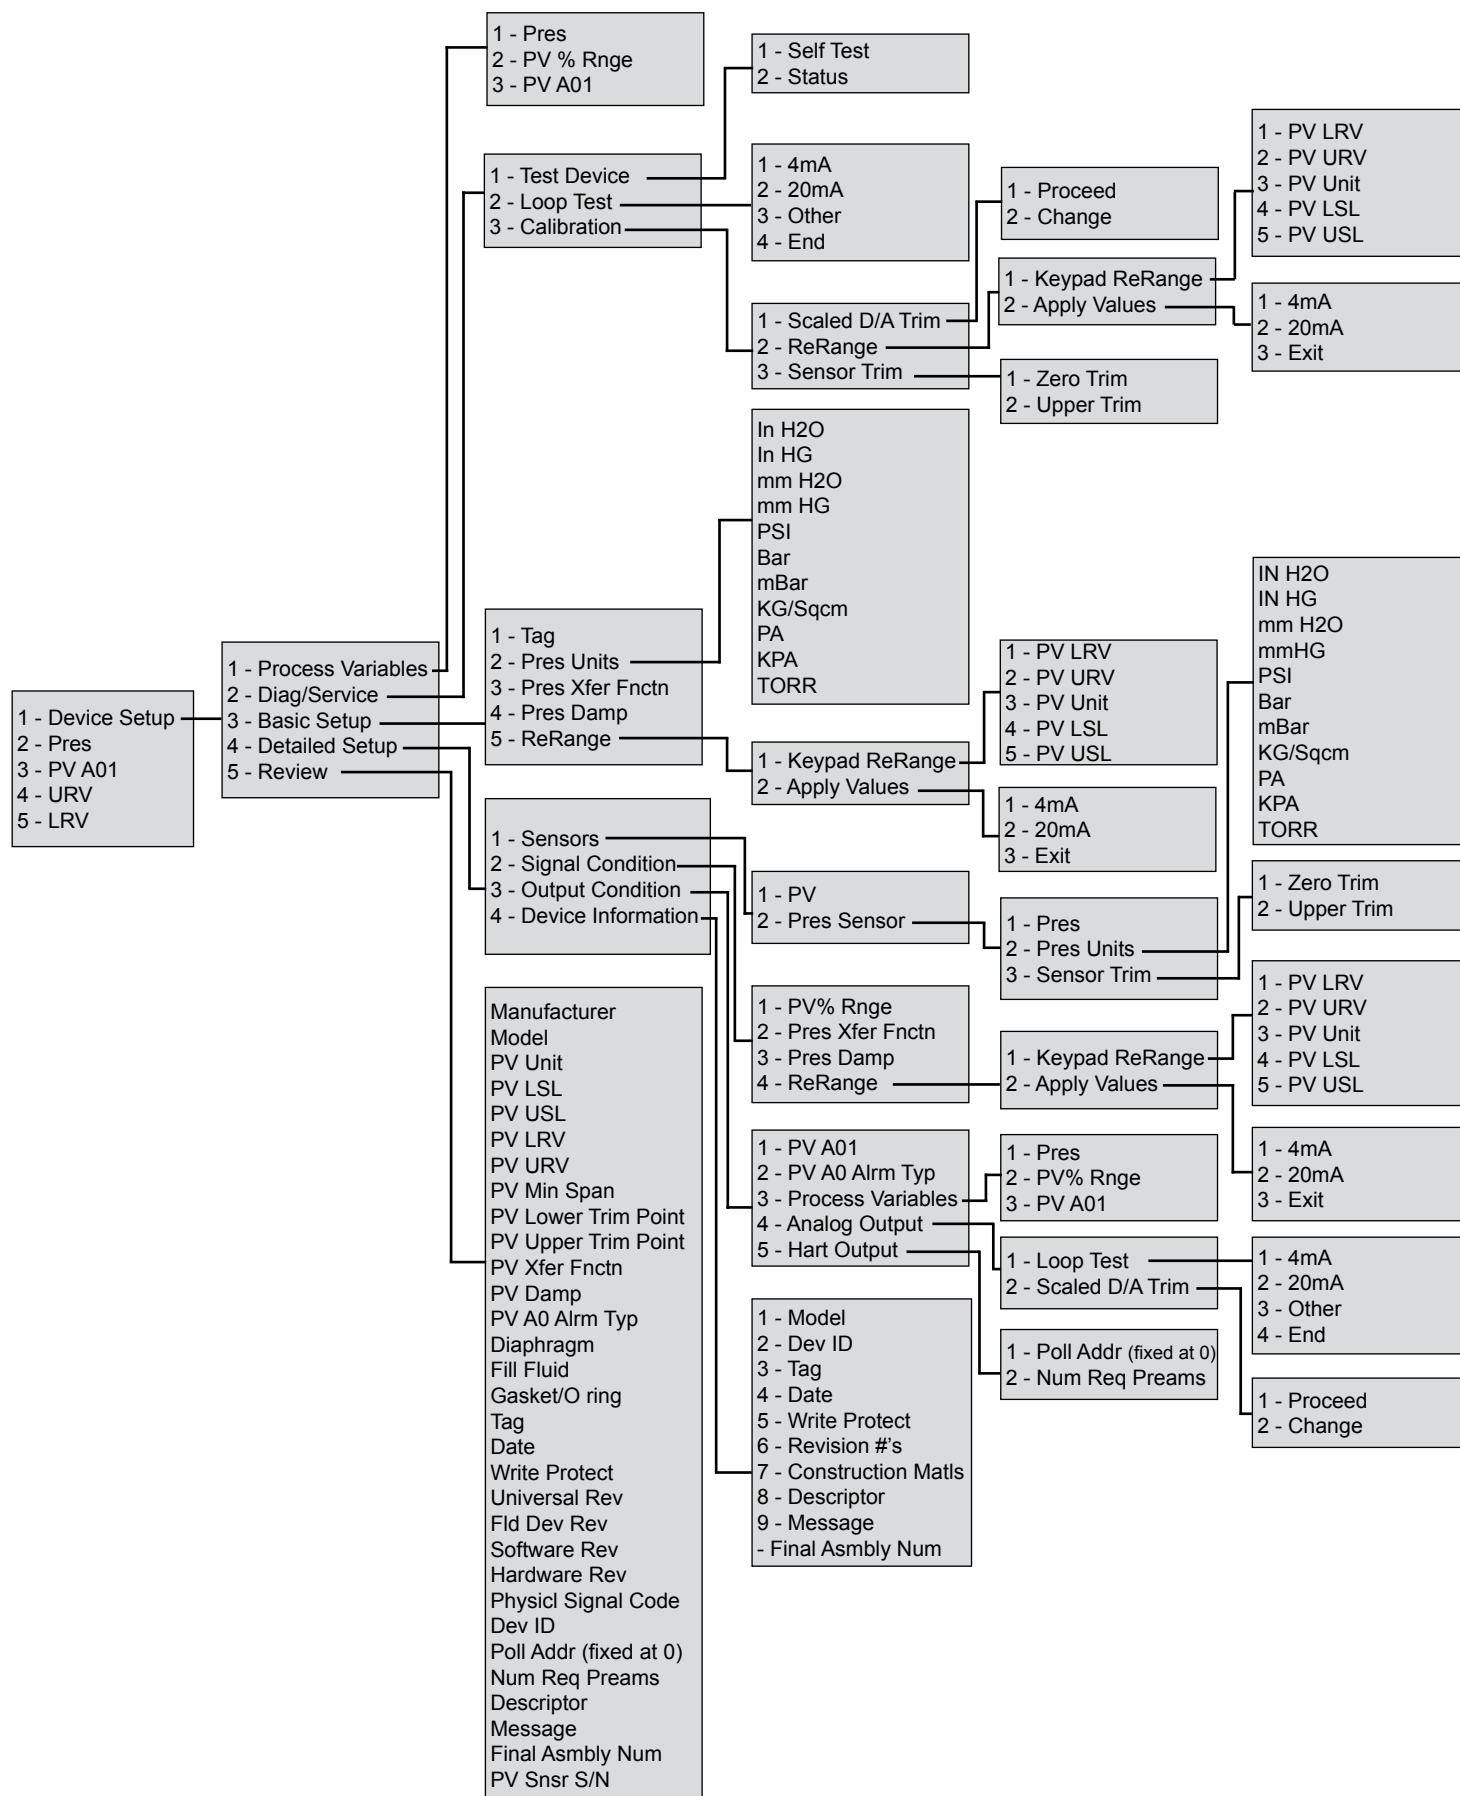 1 - Device Setup
2 - Pres
3 - PV A01
4 - URV
5 - LRV
1 - Process Variables
2 - Diag/Service
3 - Basic Setup
4 - Detailed Setup
5 - Review
1 - Pres
2 - PV % Rnge
3 - PV A01
1 - Test Device
2 - Loop Test
3 - Calibration
1 - Tag
2 - Pres Units
3 - Pres Xfer Fnctn
4 - Pres Damp
5 - ReRange
1 - Sensors
2 - Signal Condition
3 - Output Condition
4 - Device Information
Manufacturer
Model
PV Unit
PV LSL
PV USL
PV LRV
PV URV
PV Min Span
PV Lower Trim Point
PV Upper Trim Point
PV Xfer Fnctn
PV Damp
PV A0 Alrm Typ
Diaphragm
Fill Fluid
Gasket/O ring
Tag
Date
Write Protect
Universal Rev
Fld Dev Rev
Software Rev
Hardware Rev
Physicl Signal Code
Dev ID
Poll Addr (fixed at 0)
Num Req Preams
Descriptor
Message
Final Asmbly Num
PV Snsr S/N
1 - Self Test
2 - Status
1 - 4mA
2 - 20mA
3 - Other
4 - End
1 - Scaled D/A Trim
2 - ReRange
3 - Sensor Trim
In H2O
In HG
mm H2O
mm HG
PSI
Bar
mBar
KG/Sqcm
PA
KPA
TORR
1 - Keypad ReRange
2 - Apply Values
1 - PV
2 - Pres Sensor
1 - PV% Rnge
2 - Pres Xfer Fnctn
3 - Pres Damp
4 - ReRange
1 - PV A01
2 - PV A0 Alrm Typ
3 - Process Variables
4 - Analog Output
5 - Hart Output
1 - Model
2 - Dev ID
3 - Tag
4 - Date
5 - Write Protect
6 - Revision #'s
7 - Construction Matls
8 - Descriptor
9 - Message
- Final Asmbly Num
1 - Proceed
2 - Change
1 - Keypad ReRange
2 - Apply Values
1 - Zero Trim
2 - Upper Trim
1 - PV LRV
2 - PV URV
3 - PV Unit
4 - PV LSL
5 - PV USL
1 - 4mA
2 - 20mA
3 - Exit
1 - Pres
2 - Pres Units
3 - Sensor Trim
1 - Keypad ReRange
2 - Apply Values
1 - Pres
2 - PV% Rnge
3 - PV A01
1 - Loop Test
2 - Scaled D/A Trim
1 - Poll Addr (fixed at 0)
2 - Num Req Preams
1 - PV LRV
2 - PV URV
3 - PV Unit
4 - PV LSL
5 - PV USL
1 - 4mA
2 - 20mA
3 - Exit
IN H2O
IN HG
mm H2O
mmHG
PSI
Bar
mBar
KG/Sqcm
PA
KPA
TORR
1 - Zero Trim
2 - Upper Trim
1 - PV LRV
2 - PV URV
3 - PV Unit
4 - PV LSL
5 - PV USL
1 - 4mA
2 - 20mA
3 - Exit
1 - 4mA
2 - 20mA
3 - Other
4 - End
1 - Proceed
2 - Change